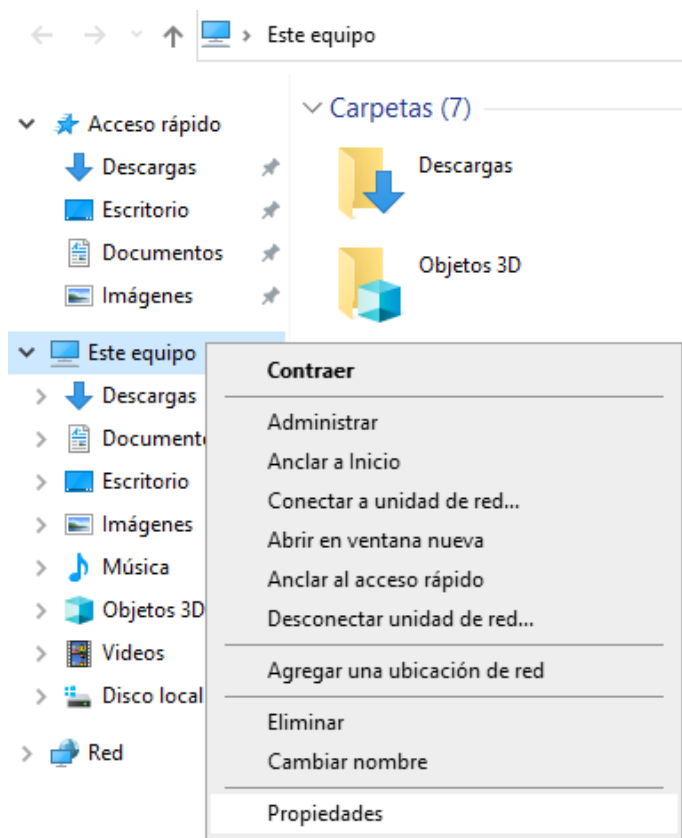 Este equipo
Acceso rápido
Descargas
Escritorio
Documentos
Imágenes
Este equipo
Descargas
Escritorio
Imágenes
Música
Objetos 3D
Videos
Disco local
Red
Carpetas (7)
Descargas
Objetos 3D
Contraer
Administrar
Anclar a Inicio
Conectar a unidad de red...
Abrir en ventana nueva
Anclar al acceso rápido
Desconectar unidad de red...
Agregar una ubicación de red
Eliminar
Cambiar nombre
Propiedades